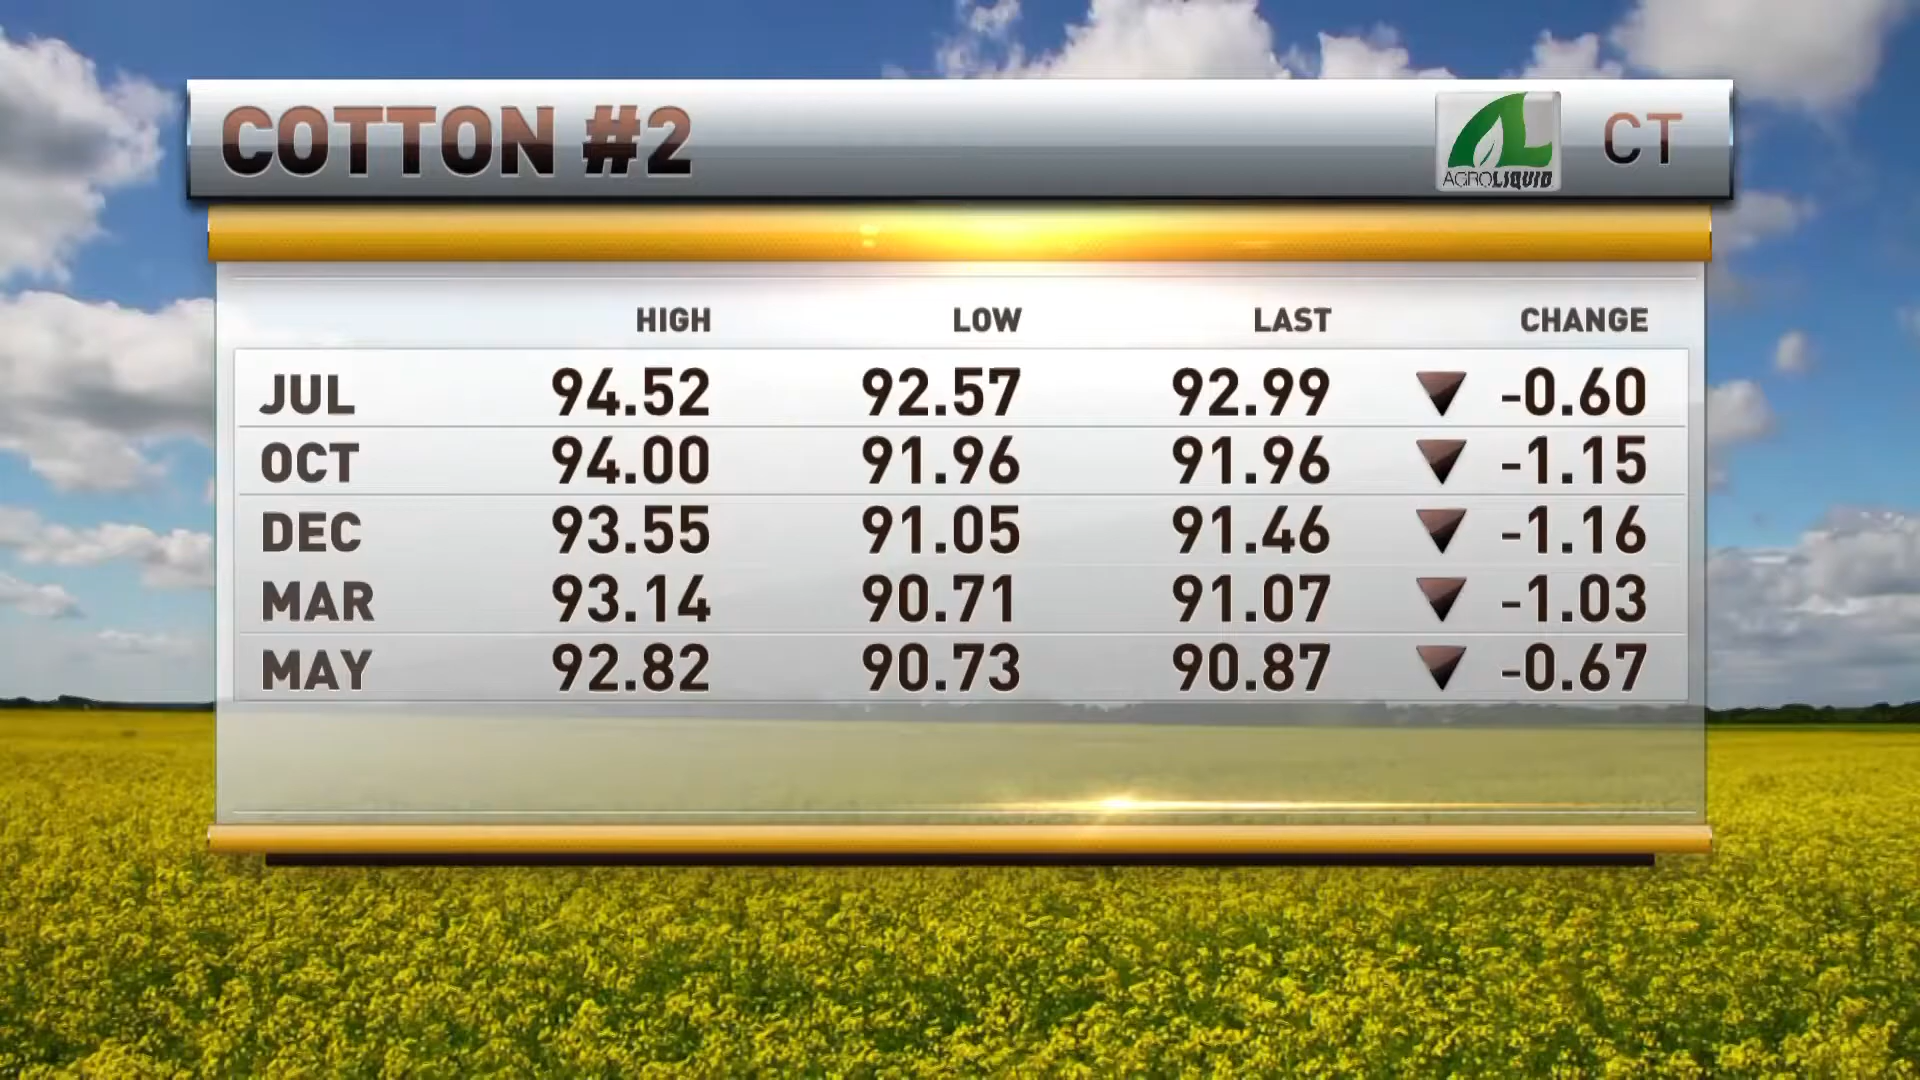 COTTON #2 AGROLIQUID CT
HIGH LOW LAST CHANGE
JUL 94.52 92.57 92.99 ▼ -0.60
OCT 94.00 91.96 91.96 ▼ -1.15
DEC 93.55 91.05 91.46 ▼ -1.16
MAR 93.14 90.71 91.07 ▼ -1.03
MAY 92.82 90.73 90.87 ▼ -0.67